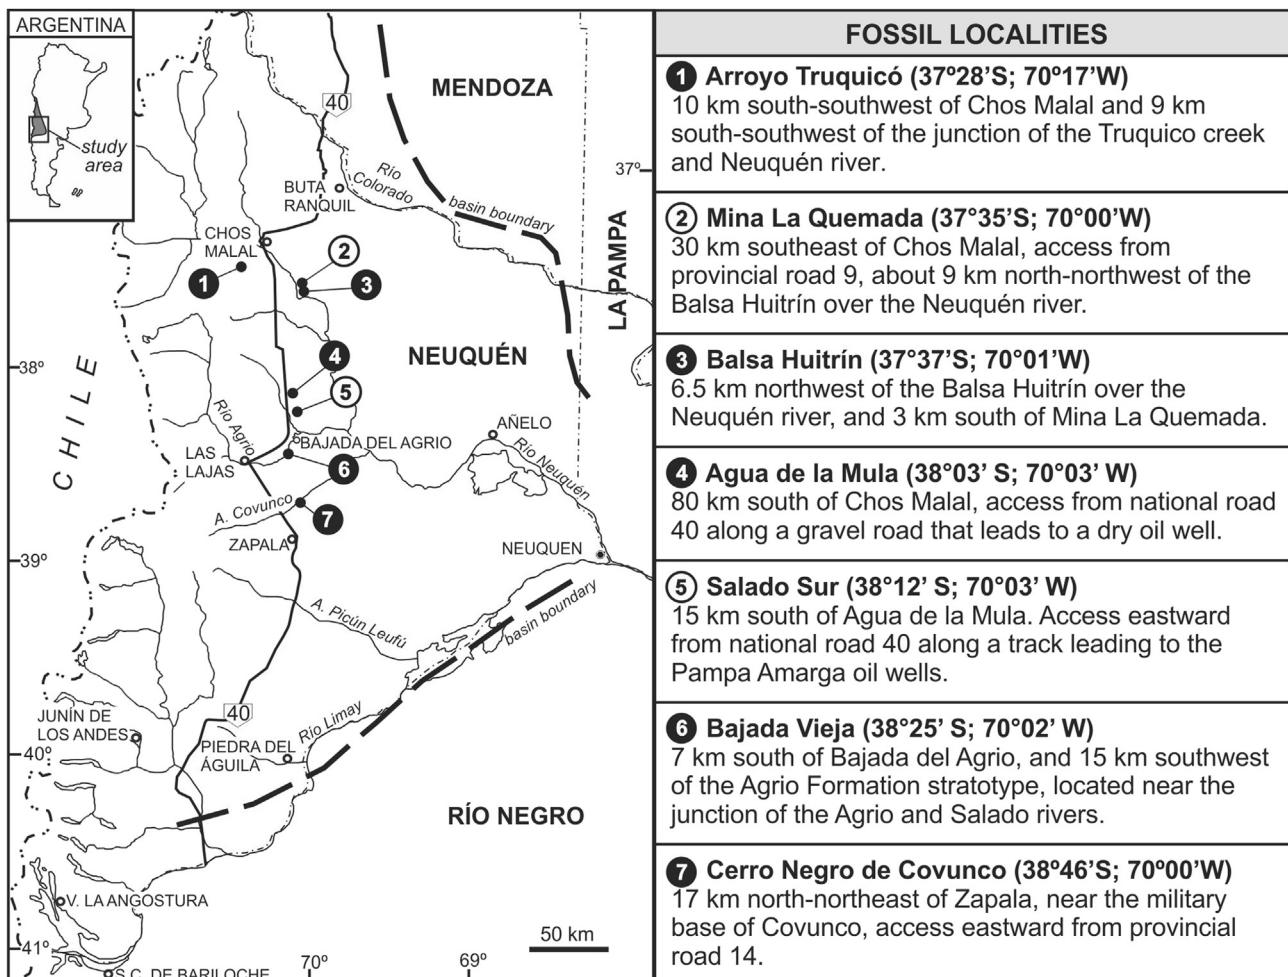 ARGENTINA
study
area
MENDOZA
40
37º
BUTA
RANQUIL
Río
Colorado
basin boundary
LA PAMPA
CHOS
MALAL
1
2
3
CHILE
38º
NEUQUÉN
4
5
Río Agrio
BAJADA DEL AGRIO
AÑELO
LAS
LAJAS
6
Río Neuquén
A. Covunco
7
ZAPALA
NEUQUEN
39º
A. Picún Leufú
basin boundary
40
JUNÍN DE
LOS ANDES
Río Limay
PIEDRA DEL
ÁGUILA
40º
RÍO NEGRO
V. LA ANGOSTURA
50 km
41º
S.C. DE BARILOCHE
70º
69º
FOSSIL LOCALITIES
1 Arroyo Truquicó (37º28’S; 70º17’W)
10 km south-southwest of Chos Malal and 9 km
south-southwest of the junction of the Truquico creek
and Neuquén river.
2 Mina La Quemada (37°35’S; 70°00’W)
30 km southeast of Chos Malal, access from
provincial road 9, about 9 km north-northwest of the
Balsa Huitrín over the Neuquén river.
3 Balsa Huitrín (37°37’S; 70°01’W)
6.5 km northwest of the Balsa Huitrín over the
Neuquén river, and 3 km south of Mina La Quemada.
4 Agua de la Mula (38°03’ S; 70°03’ W)
80 km south of Chos Malal, access from national road
40 along a gravel road that leads to a dry oil well.
5 Salado Sur (38°12’ S; 70°03’ W)
15 km south of Agua de la Mula. Access eastward
from national road 40 along a track leading to the
Pampa Amarga oil wells.
6 Bajada Vieja (38°25’ S; 70°02’ W)
7 km south of Bajada del Agrio, and 15 km southwest
of the Agrio Formation stratotype, located near the
junction of the Agrio and Salado rivers.
7 Cerro Negro de Covunco (38°46’S; 70º00’W)
17 km north-northeast of Zapala, near the military
base of Covunco, access eastward from provincial
road 14.